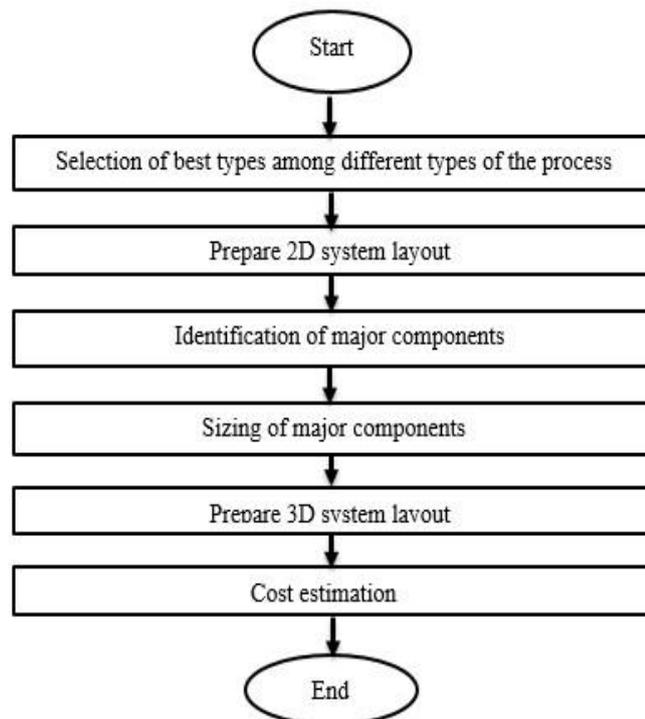 Start
Selection of best types among different types of the process
Prepare 2D system layout
Identification of major components
Sizing of major components
Prepare 3D system layout
Cost estimation
End